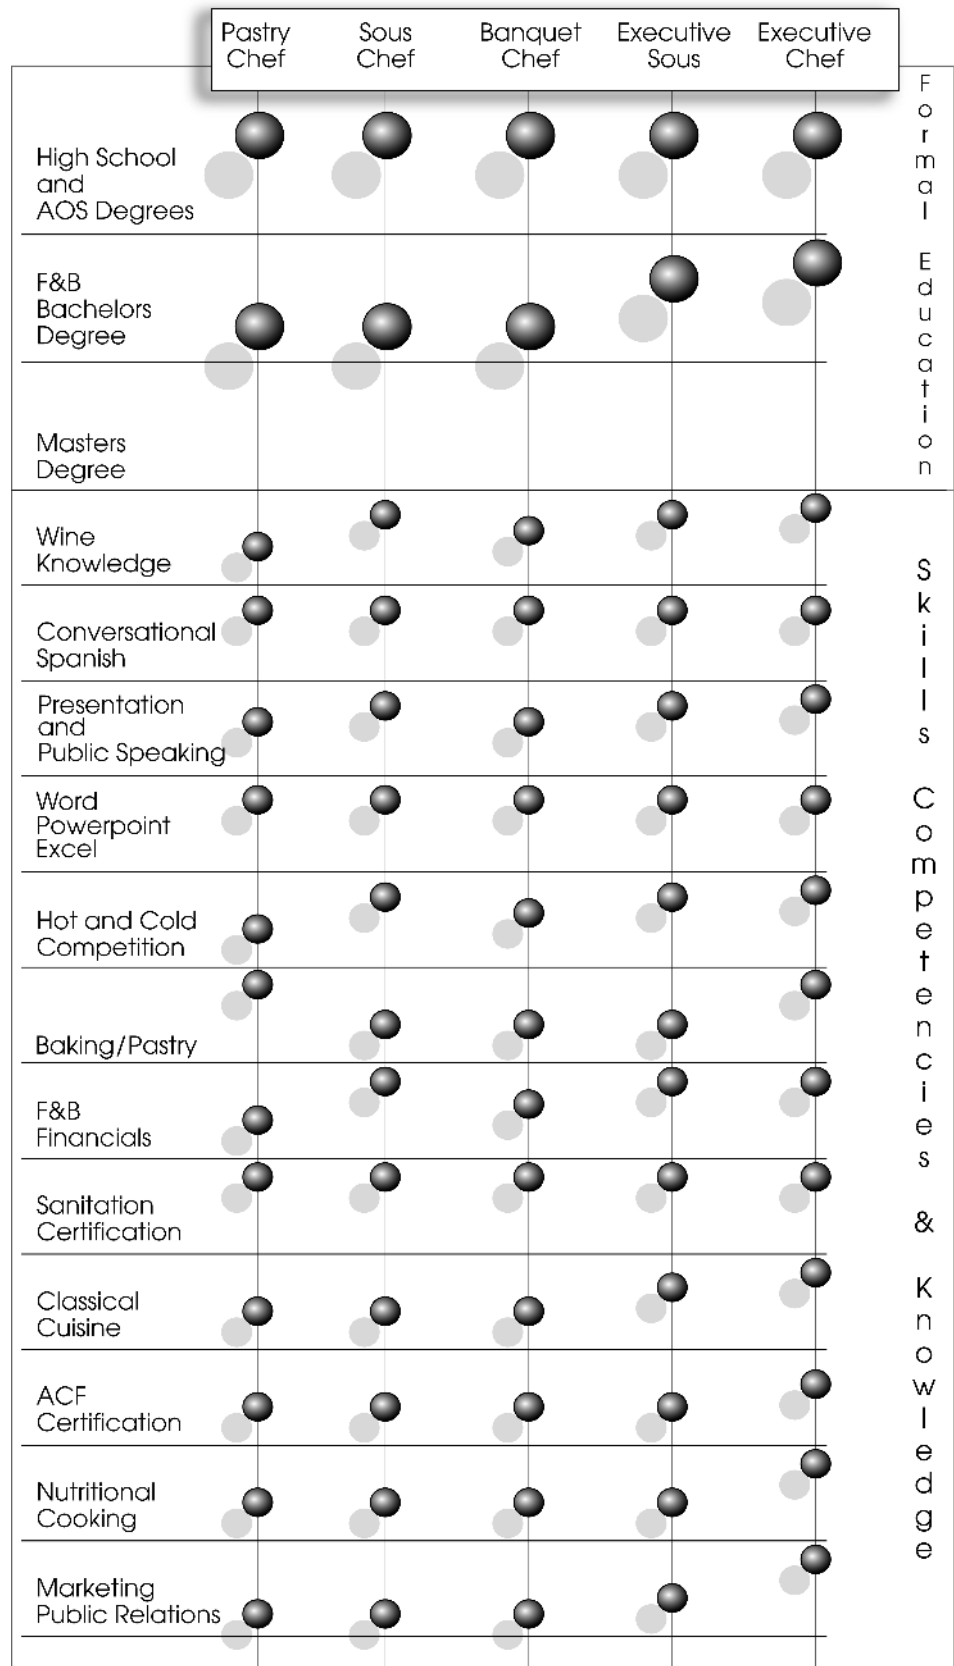 Pastry Sous Banquet Executive Executive
Chef Chef Chef Sous Chef
High School
and
AOS Degrees
F&B
Bachelors
Degree
Masters
Degree
Formal Education
Wine
Knowledge
Conversational
Spanish
Presentation
and
Public Speaking
Word
Powerpoint
Excel
Hot and Cold
Competition
Baking/Pastry
F&B
Financials
Sanitation
Certification
Classical
Cuisine
ACF
Certification
Nutritional
Cooking
Marketing
Public Relations
Skills Competencies & Knowledge